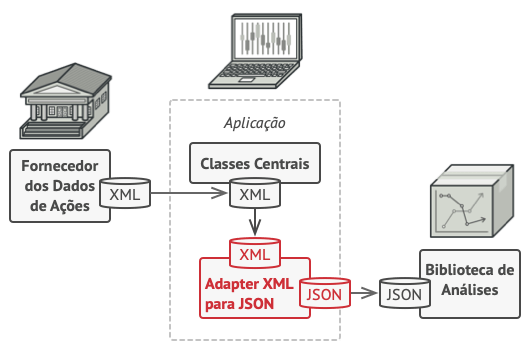 Aplicação
Fornecedor
dos Dados
de Ações
XML
Classes Centrais
XML
XML
Adapter XML
para JSON
JSON
JSON
Biblioteca de
Análises